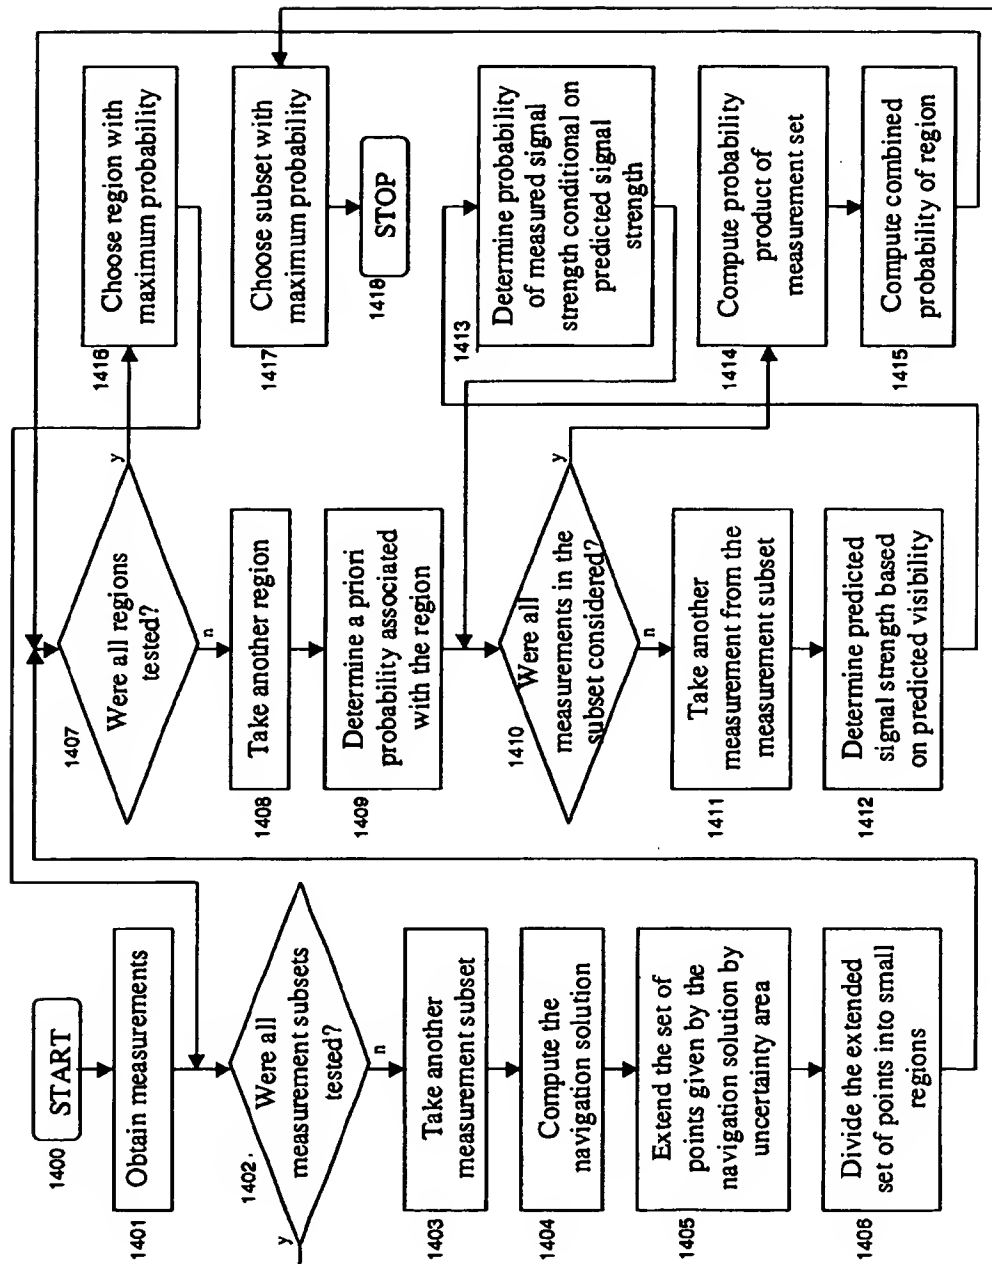 1400
START
1401
Obtain measurements
1402.
Were all
measurement subsets
tested?
y
n
1403
Take another
measurement subset
1404
Compute the
navigation solution
1405
Extend the set of
points given by the
navigation solution by
uncertainty area
1406
Divide the extended
set of points into small
regions
1407
Were all regions
tested?
y
n
1408
Take another region
1409
Determine a priori
probability associated
with the region
1410
Were all
measurements in the
subset considered?
y
n
1411
Take another
measurement from the
measurement subset
1412
Determine predicted
signal strength based
on predicted visibility
1416
Choose region with
maximum probability
1417
Choose subset with
maximum probability
1418
STOP
1413
Determine probability
of measured signal
strength conditional on
predicted signal
strength
1414
Compute probability
product of
measurement set
1415
Compute combined
probability of region